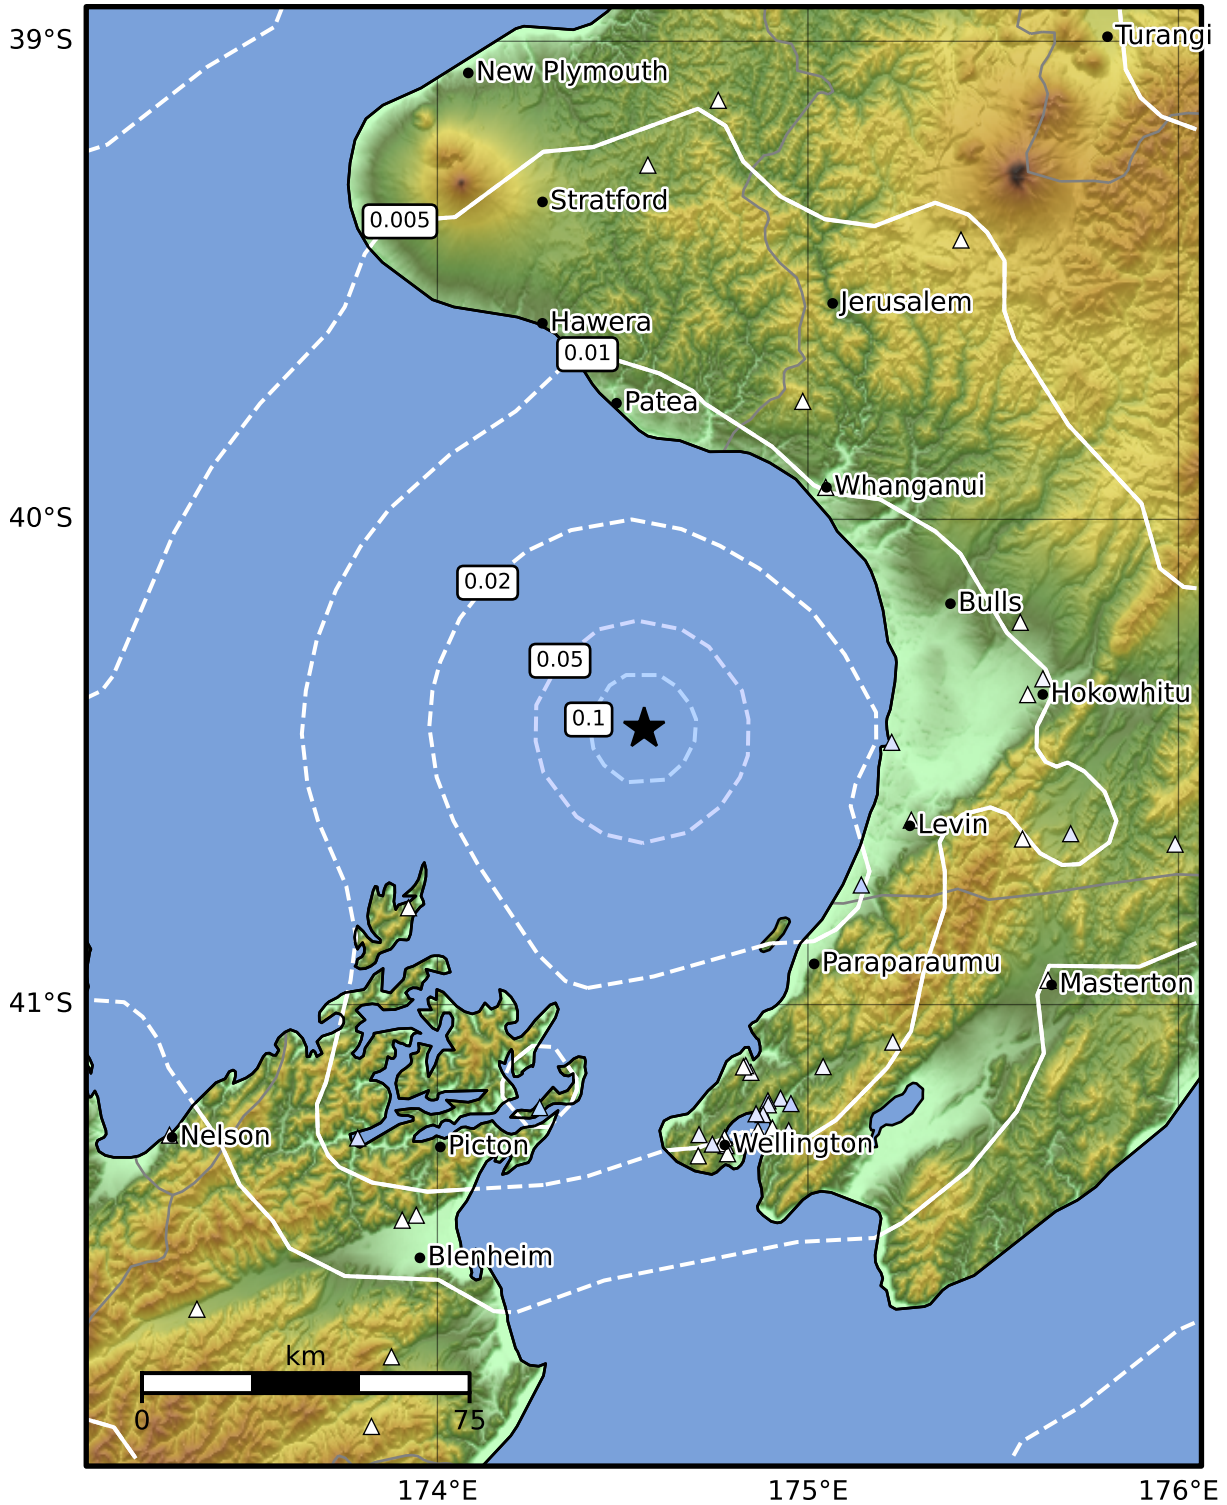 39°S
Turangi
New Plymouth
Stratford
0.005
Jerusalem
Hawera
0.01
Patea
Whanganui
40°S
0.02
Bulls
0.05
Hokowhitu
0.1
Levin
Paraparaumu
Masterton
41°S
Nelson
Picton
Wellington
Blenheim
km
0
75
174°E
175°E
176°E